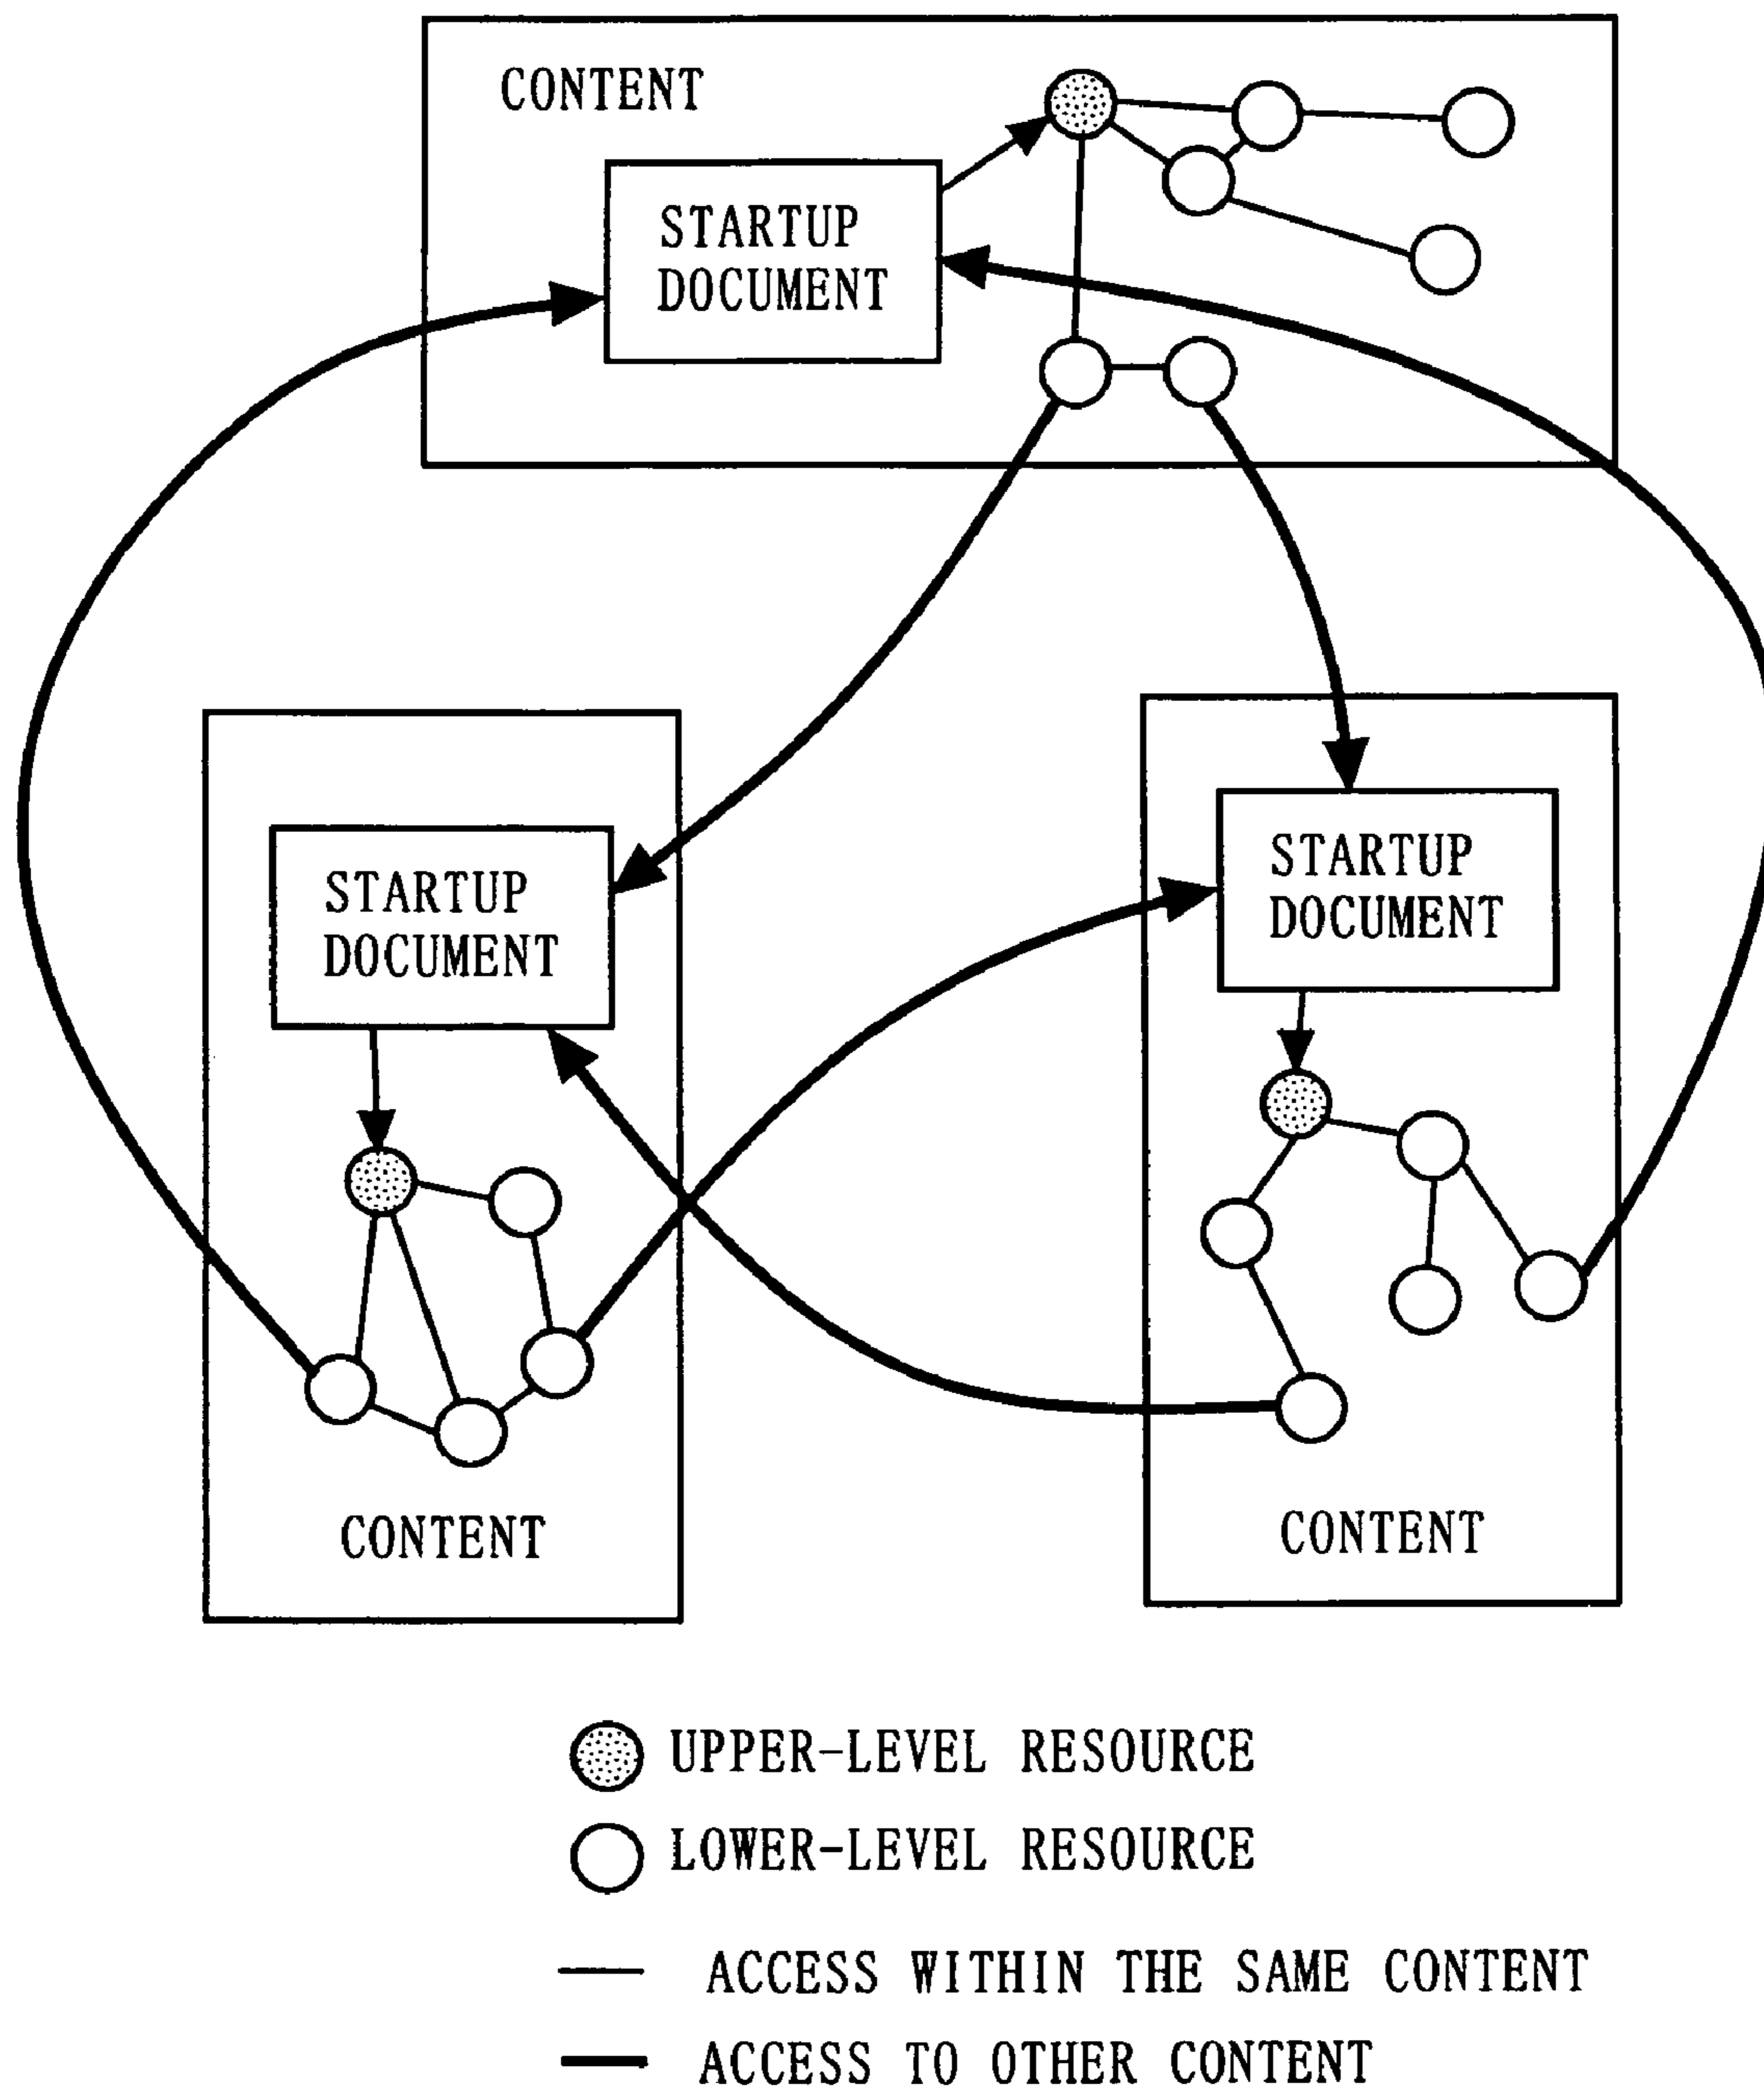 CONTENT
STARTUP
DOCUMENT
STARTUP
DOCUMENT
CONTENT
STARTUP
DOCUMENT
CONTENT
UPPER-LEVEL RESOURCE
LOWER-LEVEL RESOURCE
ACCESS WITHIN THE SAME CONTENT
ACCESS TO OTHER CONTENT